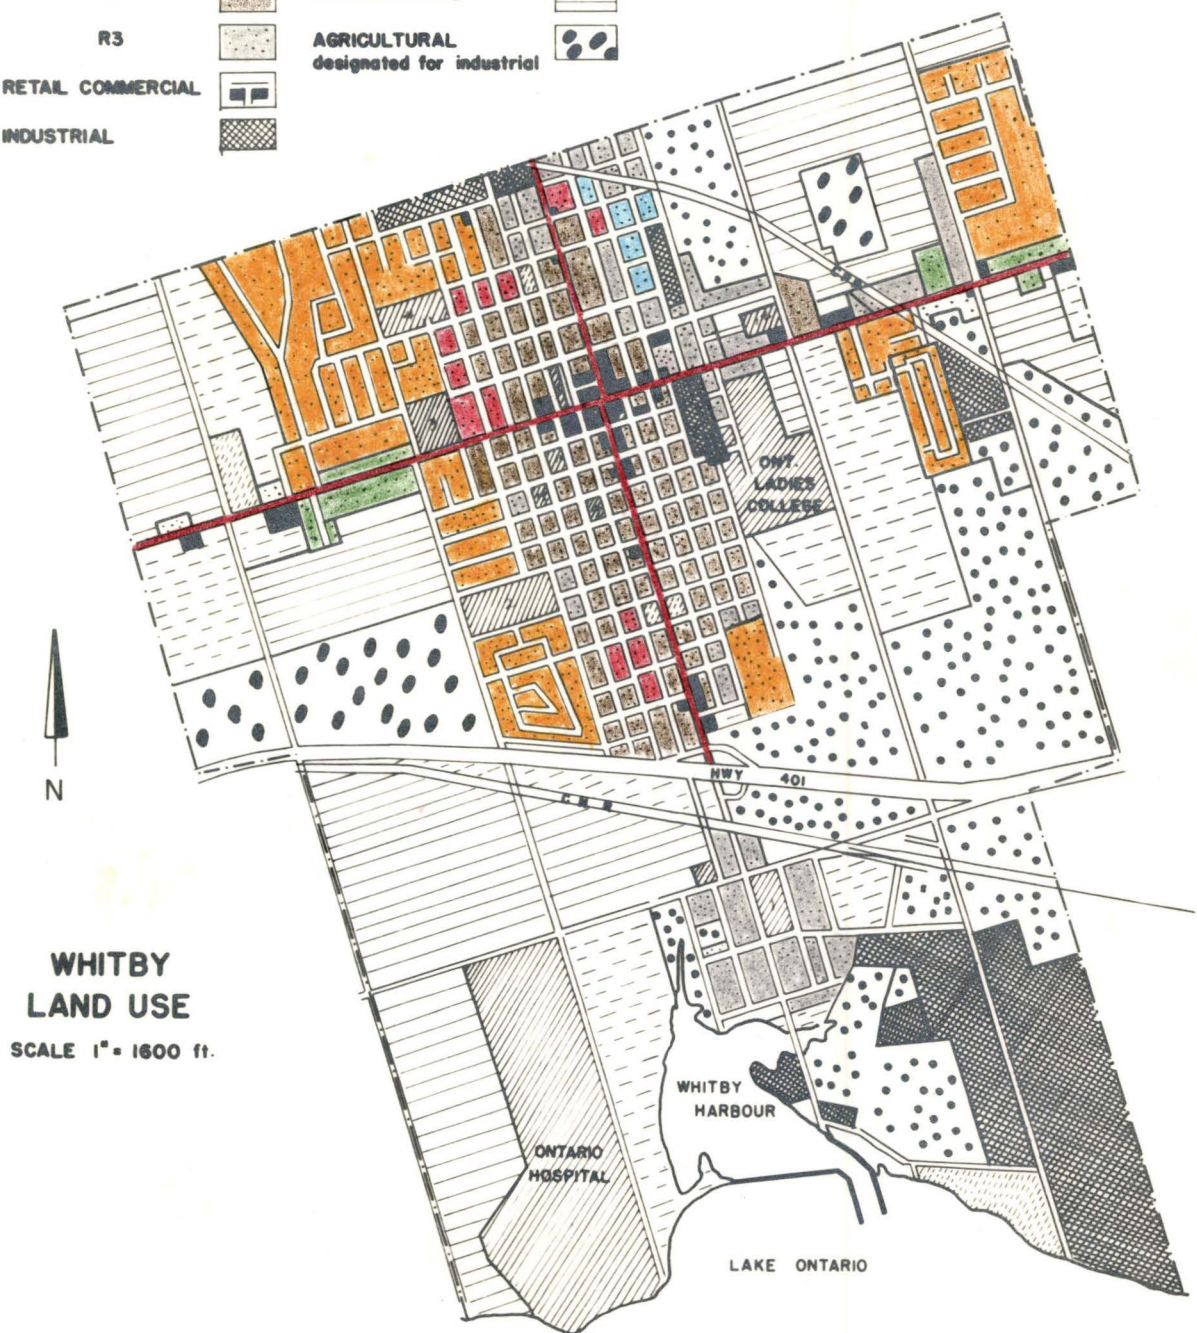 R3
AGRICULTURAL
designated for industrial
RETAIL COMMERCIAL
INDUSTRIAL
ONT.
LADIES
COLLEGE
N
HWY 401
C N R
WHITBY
LAND USE
SCALE 1" = 1600 ft.
WHITBY
HARBOUR
ONTARIO
HOSPITAL
LAKE ONTARIO